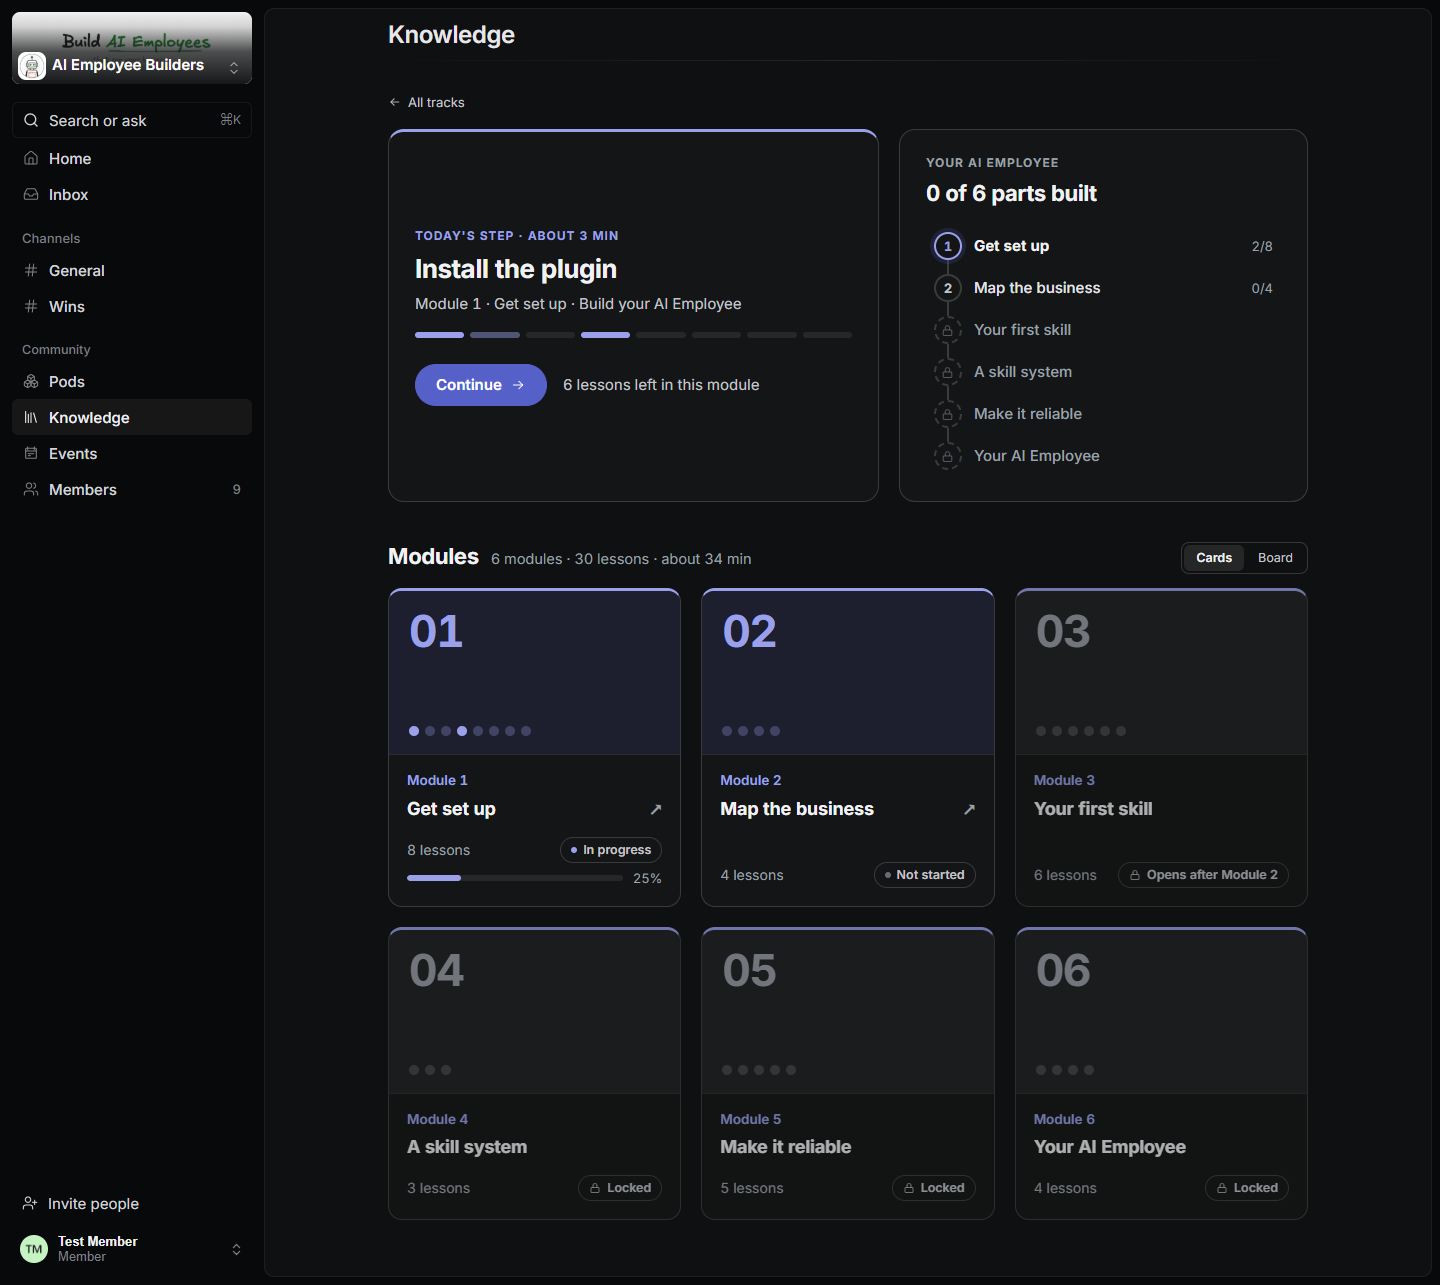 Build AI Employees
AI Employee Builders
Search or ask ⌘K
Home
Inbox
Channels
General
Wins
Community
Pods
Knowledge
Events
Members 9
Invite people
TM
Test Member
Member
Knowledge
← All tracks
TODAY'S STEP · ABOUT 3 MIN
Install the plugin
Module 1 · Get set up · Build your AI Employee
Continue →
6 lessons left in this module
YOUR AI EMPLOYEE
0 of 6 parts built
1 Get set up 2/8
2 Map the business 0/4
Your first skill
A skill system
Make it reliable
Your AI Employee
Modules 6 modules · 30 lessons · about 34 min
Cards Board
01
Module 1
Get set up ↗
8 lessons In progress
25%
02
Module 2
Map the business ↗
4 lessons Not started
03
Module 3
Your first skill
6 lessons Opens after Module 2
04
Module 4
A skill system
3 lessons Locked
05
Module 5
Make it reliable
5 lessons Locked
06
Module 6
Your AI Employee
4 lessons Locked